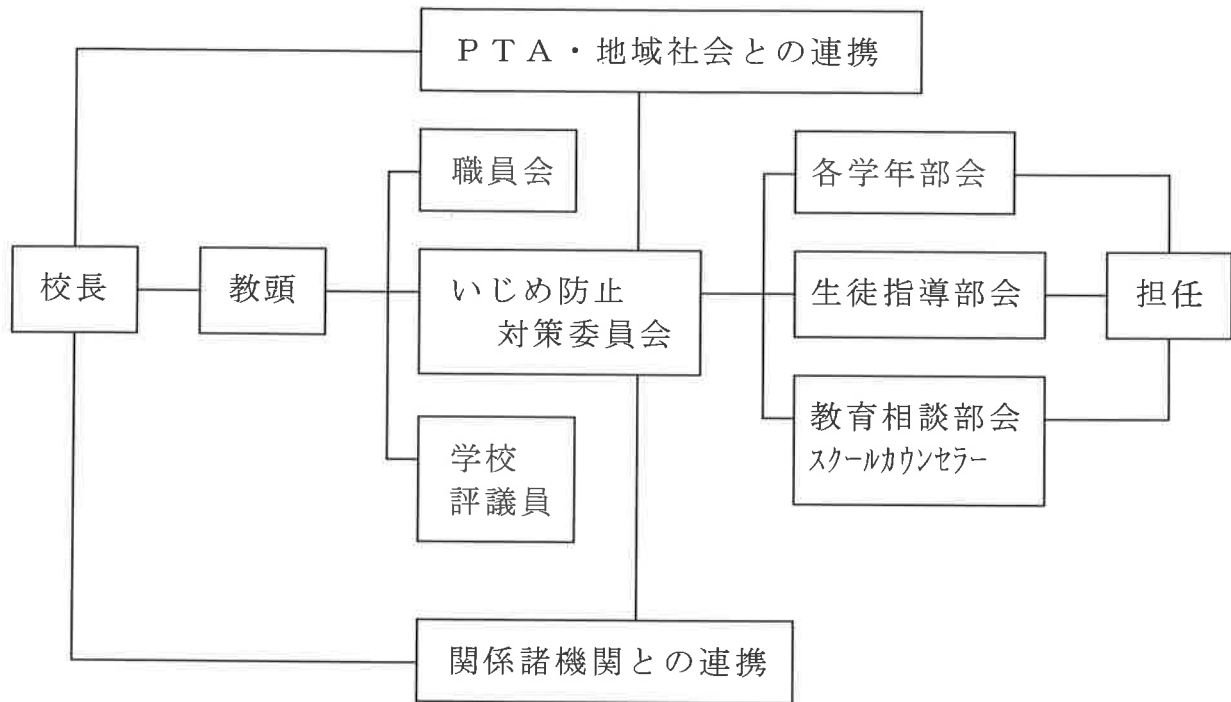 PTA・地域社会との連携
職員会
各学年部会
校長
教頭
いじめ防止
対策委員会
生徒指導部会
担任
教育相談部会
スクールカウンセラー
学校
評議員
関係諸機関との連携